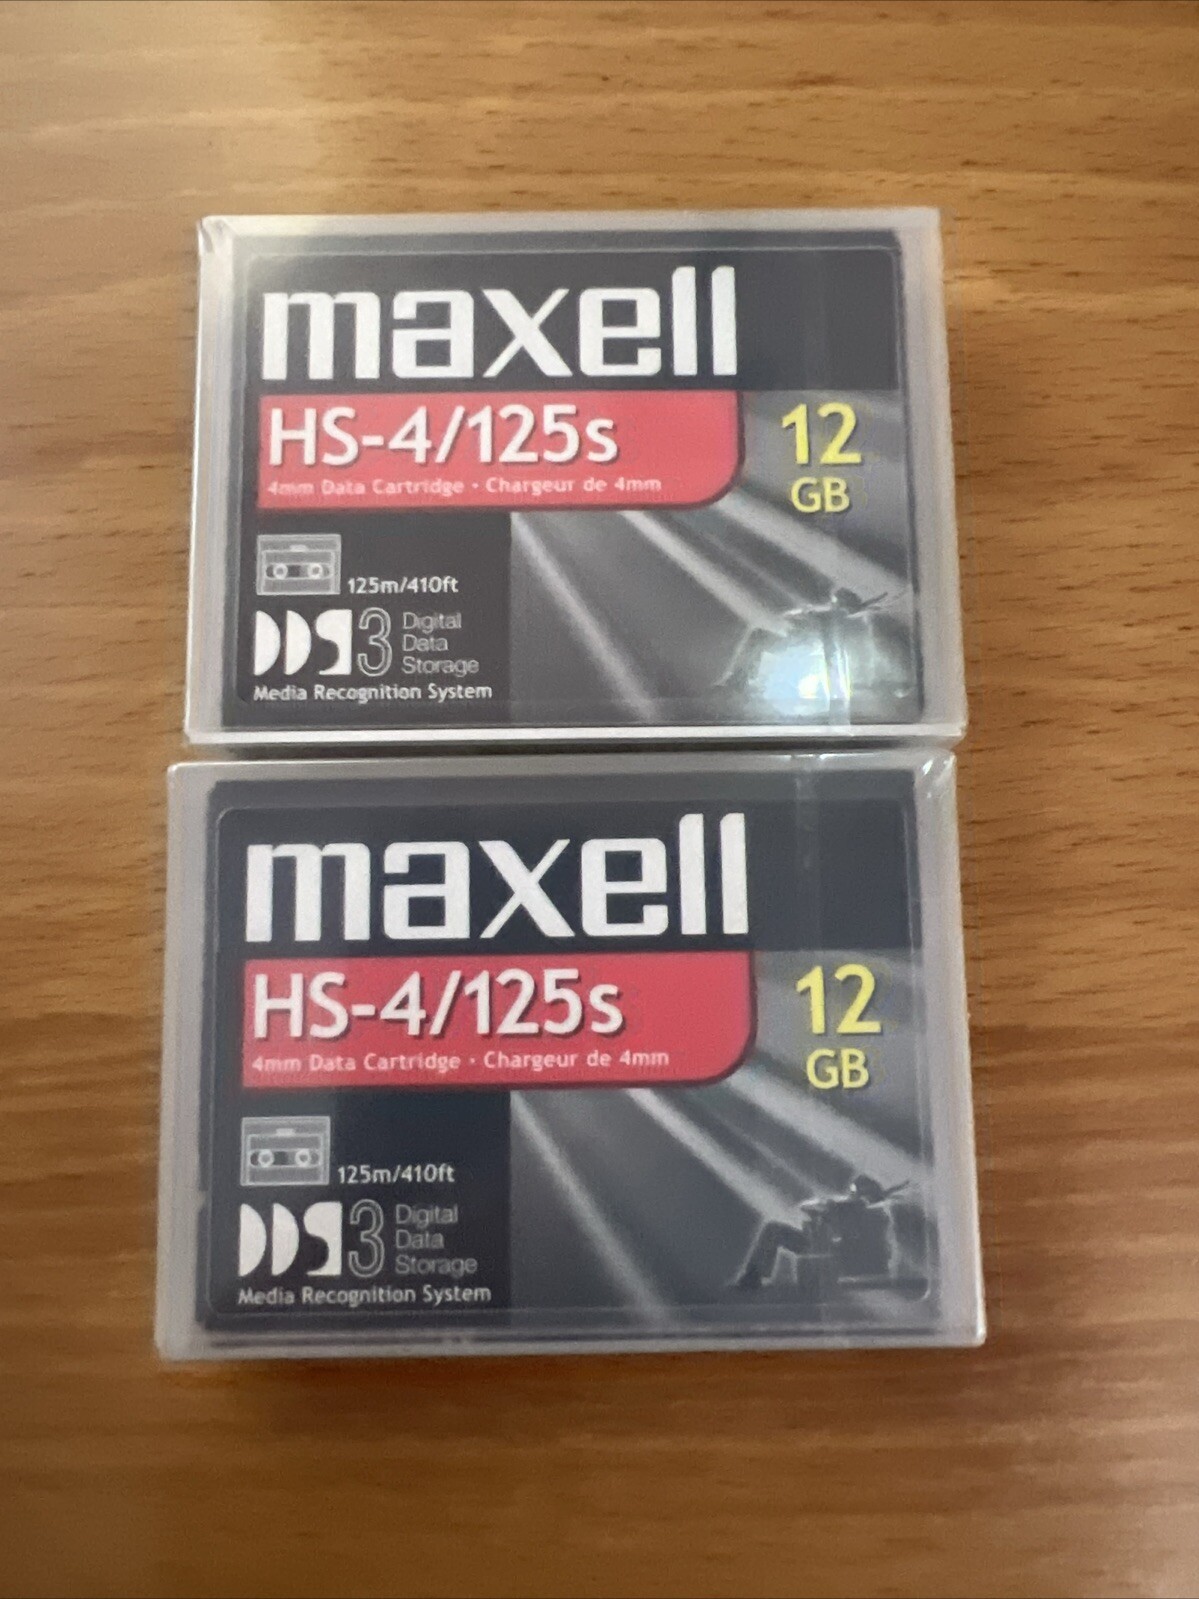 maxell
HS-4/125s
4mm Data Cartridge · Chargeur de 4mm
12
GB
125m/410ft
DDS3 Digital
Data
Storage
Media Recognition System
maxell
HS-4/125s
4mm Data Cartridge · Chargeur de 4mm
12
GB
125m/410ft
DDS3 Digital
Data
Storage
Media Recognition System